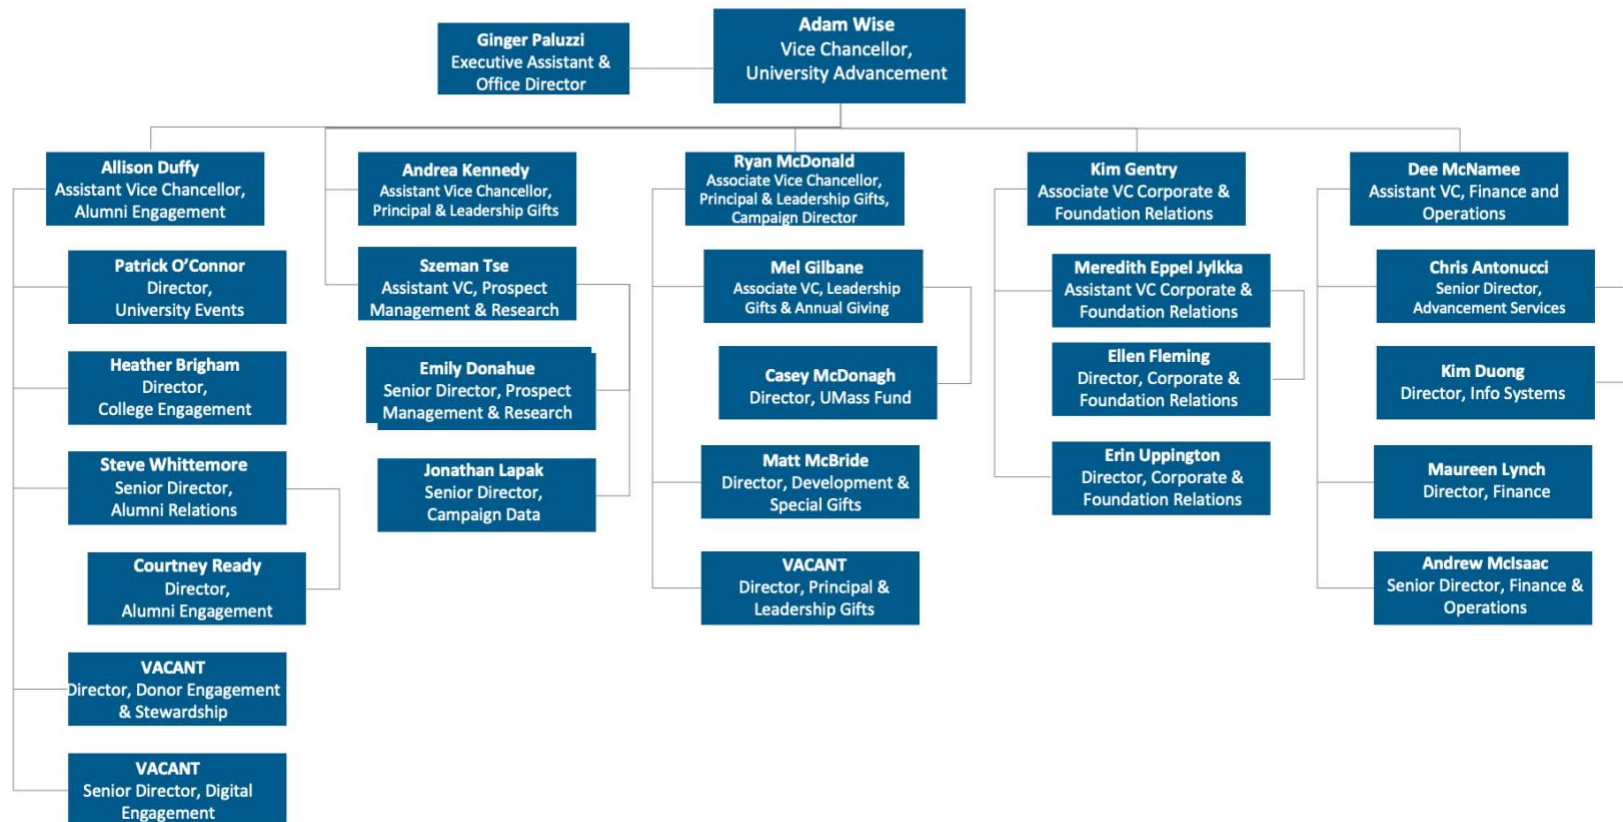 Adam Wise
Vice Chancellor,
University Advancement
Ginger Paluzzi
Executive Assistant &
Office Director
Allison Duffy
Assistant Vice Chancellor,
Alumni Engagement
Patrick O’Connor
Director,
University Events
Heather Brigham
Director,
College Engagement
Steve Whittemore
Senior Director,
Alumni Relations
Courtney Ready
Director,
Alumni Engagement
VACANT
Director, Donor Engagement
& Stewardship
VACANT
Senior Director, Digital
Engagement
Andrea Kennedy
Assistant Vice Chancellor,
Principal & Leadership Gifts
Szeman Tse
Assistant VC, Prospect
Management & Research
Emily Donahue
Senior Director, Prospect
Management & Research
Jonathan Lapak
Senior Director,
Campaign Data
Ryan McDonald
Associate Vice Chancellor,
Principal & Leadership Gifts,
Campaign Director
Mel Gilbane
Associate VC, Leadership
Gifts & Annual Giving
Casey McDonagh
Director, UMass Fund
Matt McBride
Director, Development &
Special Gifts
VACANT
Director, Principal &
Leadership Gifts
Kim Gentry
Associate VC Corporate &
Foundation Relations
Meredith Eppel Jylkka
Assistant VC Corporate &
Foundation Relations
Ellen Fleming
Director, Corporate &
Foundation Relations
Erin Uppington
Director, Corporate &
Foundation Relations
Dee McNamee
Assistant VC, Finance and
Operations
Chris Antonucci
Senior Director,
Advancement Services
Kim Duong
Director, Info Systems
Maureen Lynch
Director, Finance
Andrew McIsaac
Senior Director, Finance &
Operations